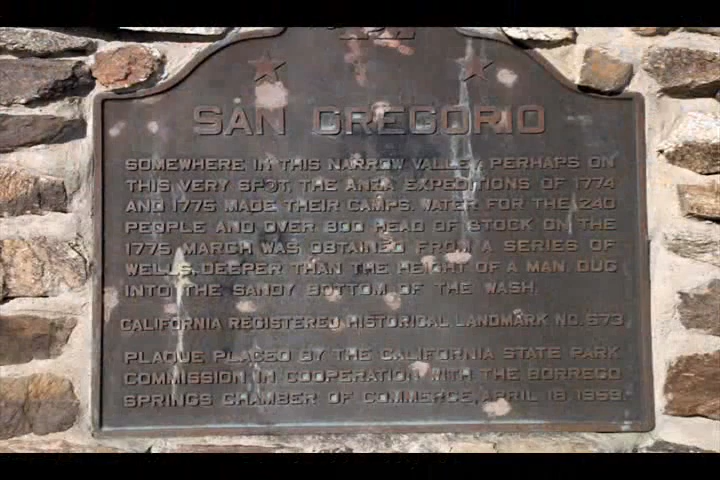 SAN GREGORIO
SOMEWHERE IN THIS NARROW VALLEY, PERHAPS ON
THIS VERY SPOT, THE ANZA EXPEDITIONS OF 1774
AND 1775 MADE THEIR CAMPS. WATER FOR THE 240
PEOPLE AND OVER 800 HEAD OF STOCK ON THE
1775 MARCH WAS OBTAINED FROM A SERIES OF
WELLS, DEEPER THAN THE HEIGHT OF A MAN, DUG
INTO THE SANDY BOTTOM OF THE WASH.
CALIFORNIA REGISTERED HISTORICAL LANDMARK NO. 673
PLAQUE PLACED BY THE CALIFORNIA STATE PARK
COMMISSION IN COOPERATION WITH THE BORREGO
SPRINGS CHAMBER OF COMMERCE, APRIL 18, 1959.